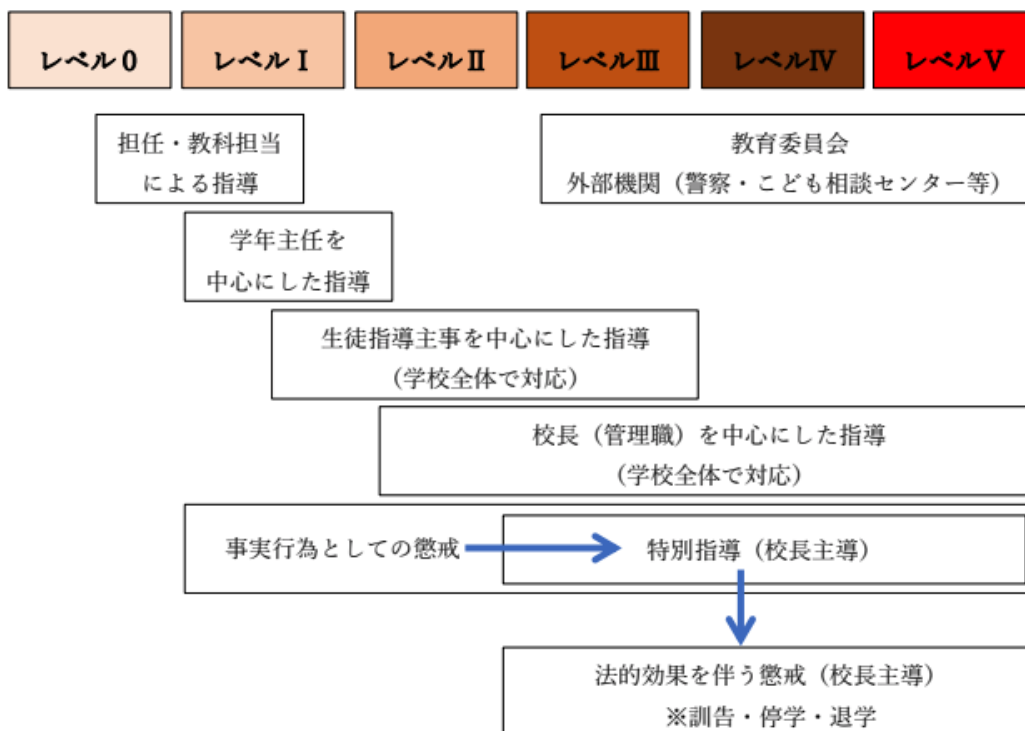 レベル0
レベルⅠ
レベルⅡ
レベルⅢ
レベルⅣ
レベルⅤ
担任・教科担当
による指導
教育委員会
外部機関（警察・こども相談センター等）
学年主任を
中心にした指導
生徒指導主事を中心にした指導
（学校全体で対応）
校長（管理職）を中心にした指導
（学校全体で対応）
事実行為としての懲戒
特別指導（校長主導）
法的効果を伴う懲戒（校長主導）
※訓告・停学・退学